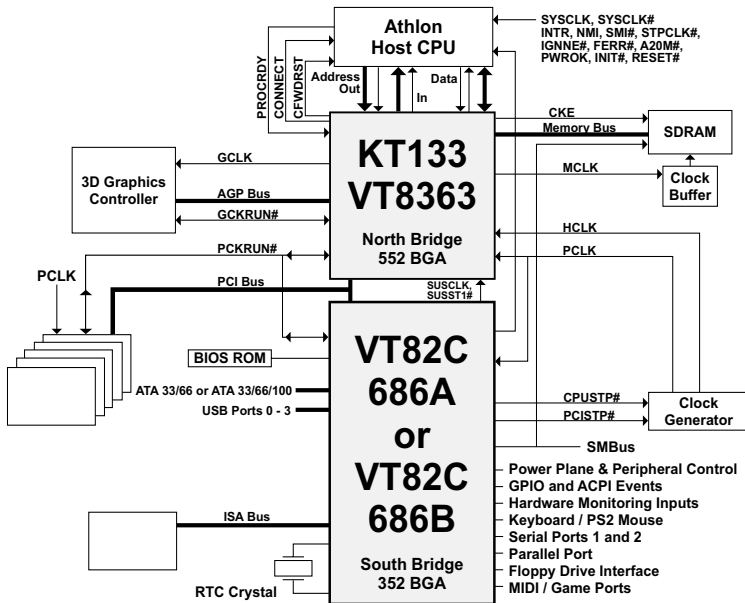 Athlon
Host CPU
SYSCLK, SYSCLK#
INTR, NMI, SMI#, STPCLK#,
IGNNE#, FERR#, A20M#,
PWROK, INIT#, RESET#
PROCRDY
CONNECT
CFWDRST
Address
Out
In
Data
CKE
Memory Bus
SDRAM
KT133
VT8363
North Bridge
552 BGA
GCLK
3D Graphics
Controller
AGP Bus
GCKRUN#
MCLK
Clock
Buffer
HCLK
PCLK
PCKRUN#
PCLK
PCI Bus
SUSCLK,
SUSST1#
VT82C
686A
or
VT82C
686B
South Bridge
352 BGA
BIOS ROM
ATA 33/66 or ATA 33/66/100
USB Ports 0 - 3
CPUSTP#
PCISTP#
Clock
Generator
SMBus
Power Plane & Peripheral Control
GPIO and ACPI Events
Hardware Monitoring Inputs
Keyboard / PS2 Mouse
Serial Ports 1 and 2
Parallel Port
Floppy Drive Interface
MIDI / Game Ports
ISA Bus
RTC Crystal